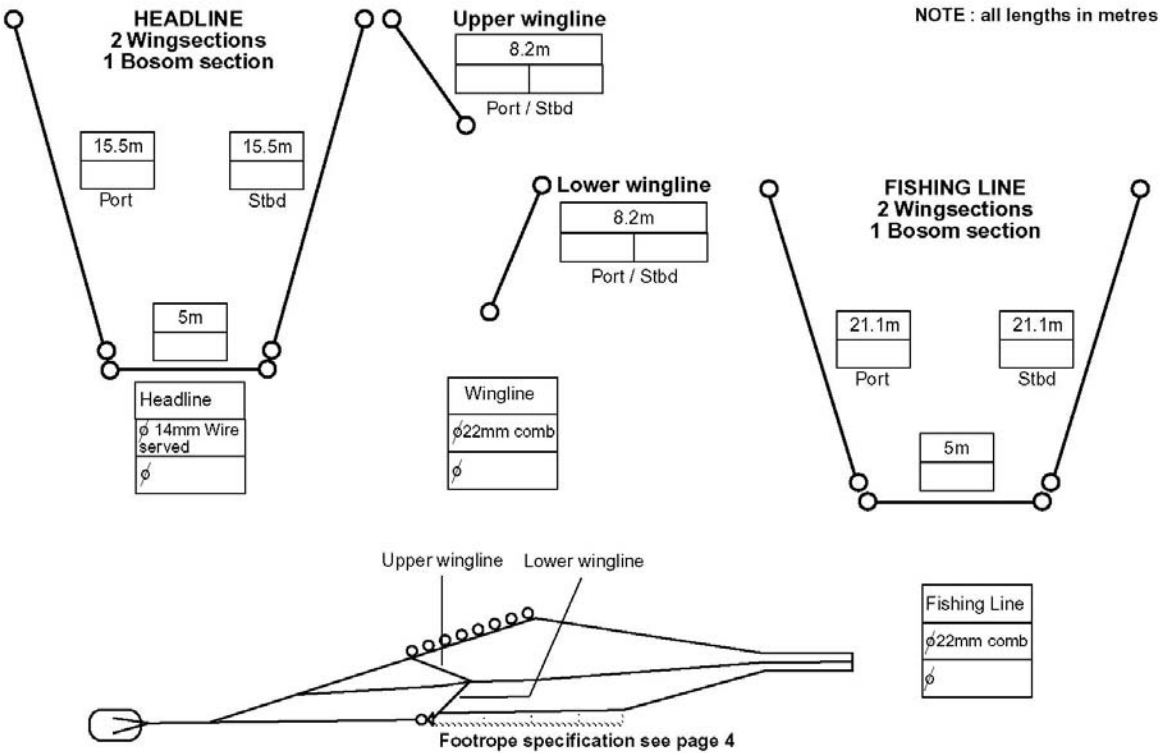 HEADLINE
2 Wingsections
1 Bosom section
Upper wingline
8.2m
Port / Stbd
NOTE : all lengths in metres
15.5m
Port
15.5m
Stbd
Lower wingline
8.2m
Port / Stbd
FISHING LINE
2 Wingsections
1 Bosom section
5m
Headline
ϕ 14mm Wire
served
ϕ
Wingline
ϕ22mm comb
ϕ
21.1m
Port
21.1m
Stbd
5m
Fishing Line
ϕ22mm comb
ϕ
Upper wingline
Lower wingline
Footrope specification see page 4